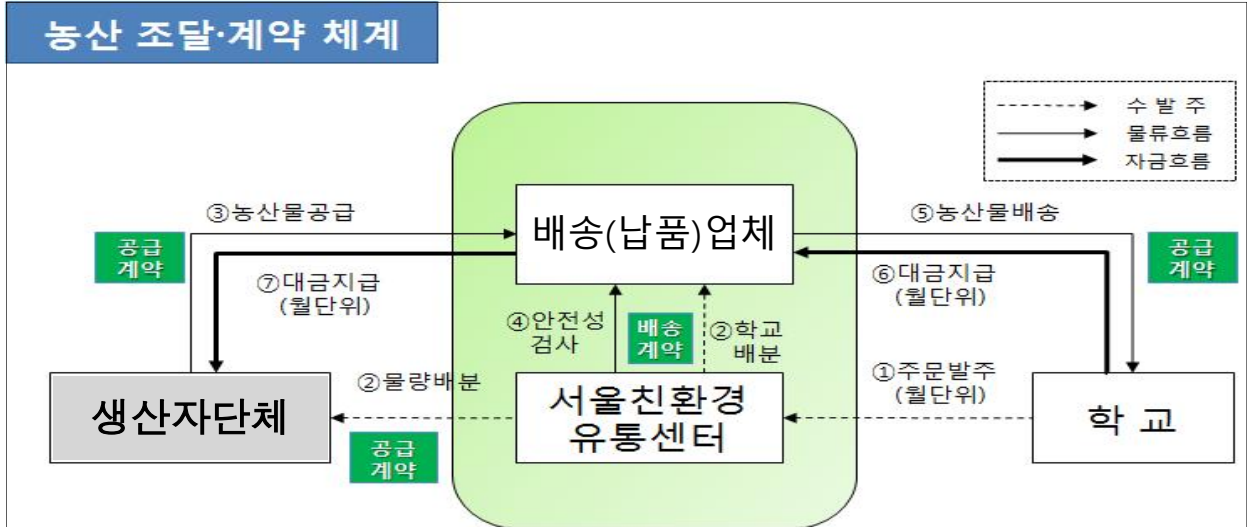 농산 조달·계약 체계
수 발 주
물류흐름
자금흐름
③농산물공급
공급
계약
⑦대금지급
(월단위)
배송(납품)업체
⑤농산물배송
공급
계약
⑥대금지급
(월단위)
④안전성
검사
배송
계약
②학교
배분
②물량배분
①주문발주
(월단위)
생산자단체
공급
계약
서울친환경
유통센터
학 교